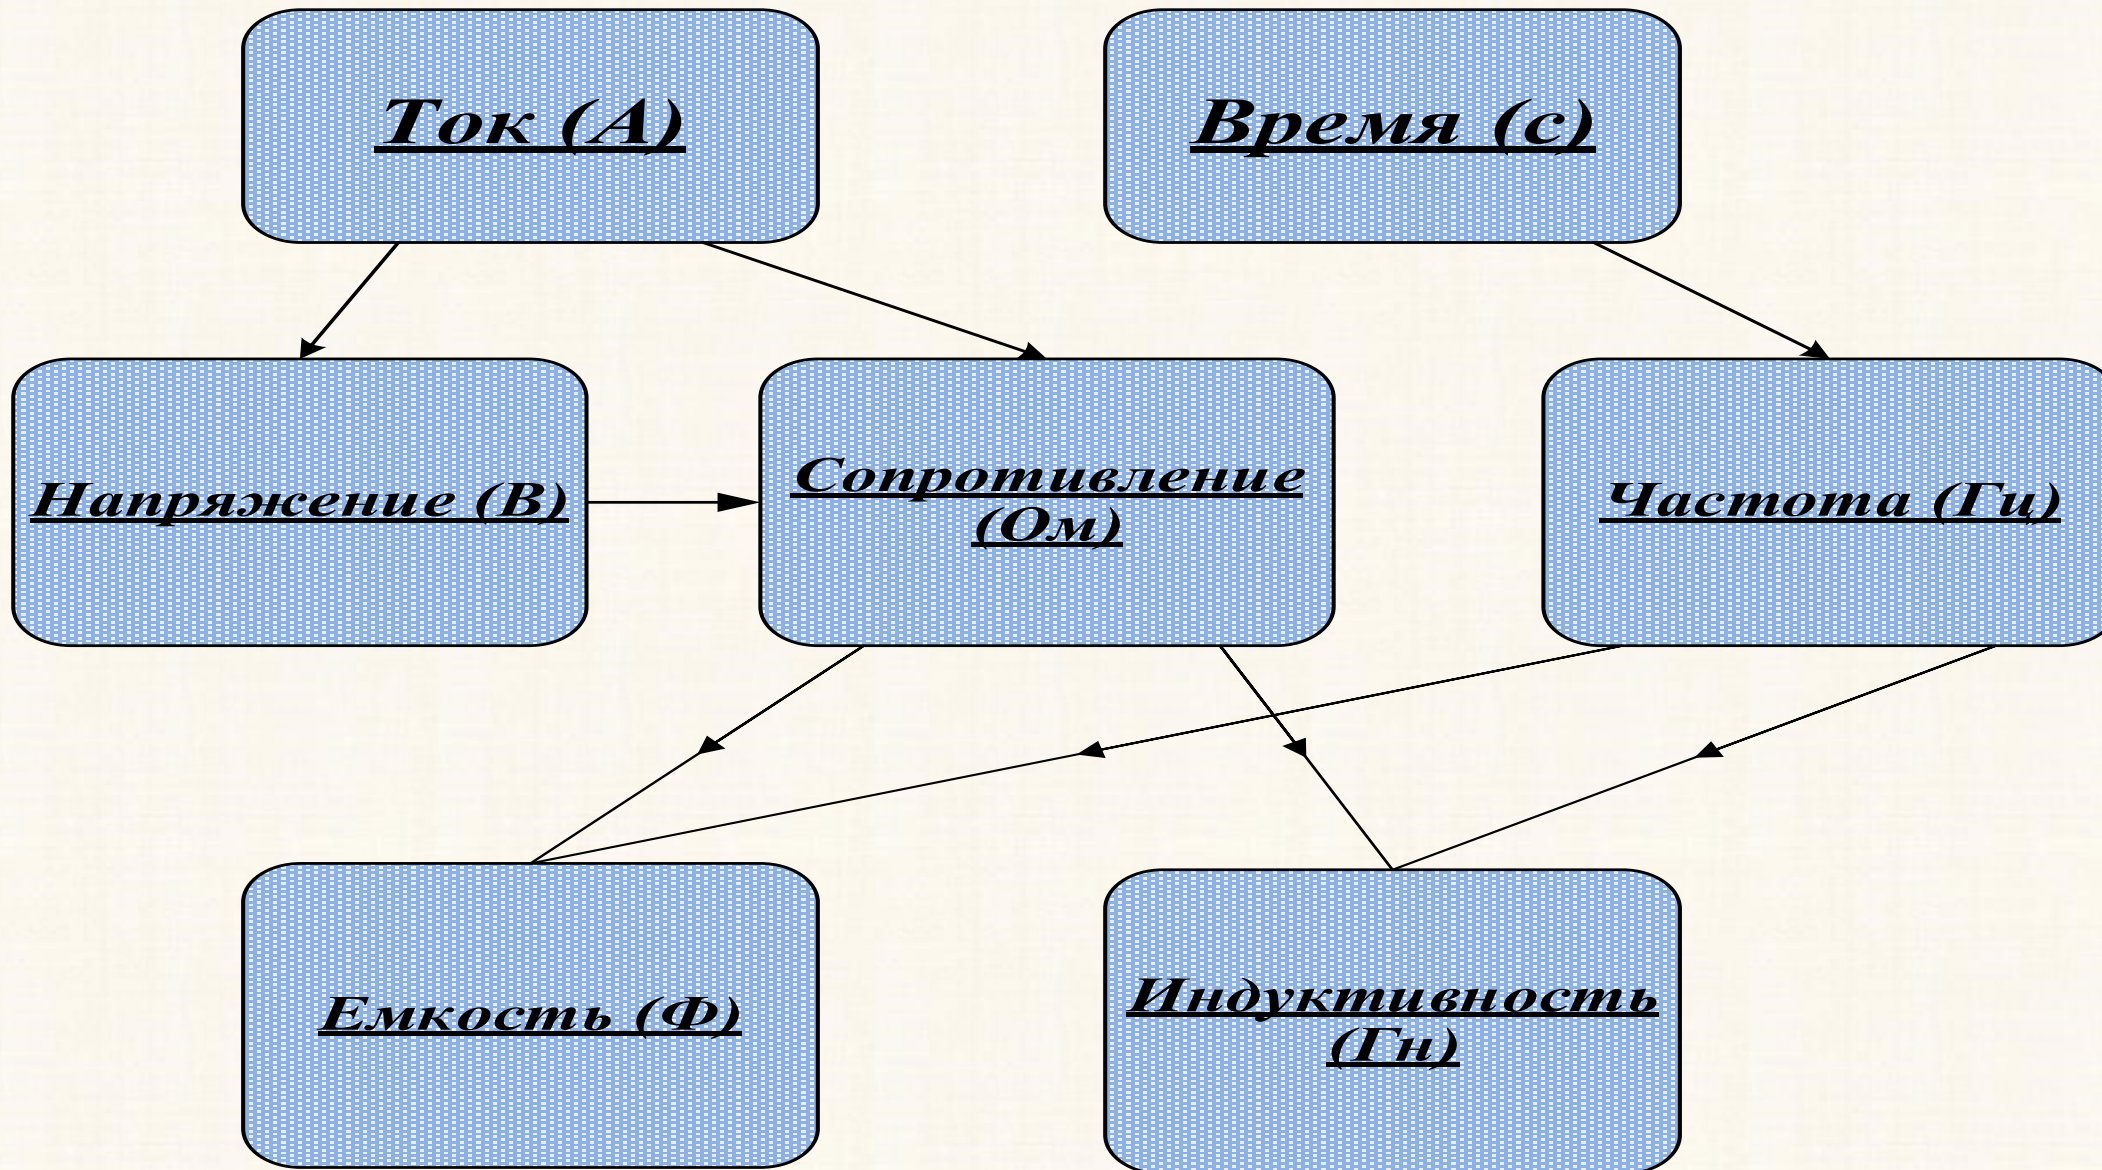 Ток (А)
Время (с)
Напряжение (В)
Сопротивление
(Ом)
Частота (Гц)
Емкость (Ф)
Индуктивность
(Гн)